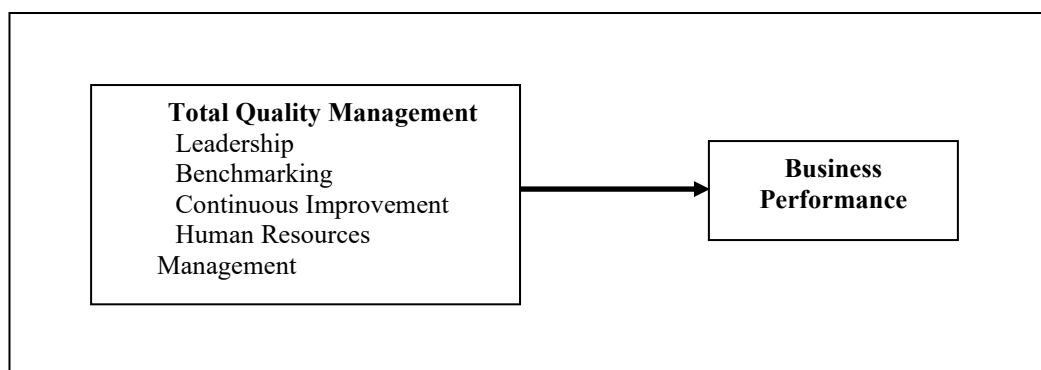 Total Quality Management
Leadership
Benchmarking
Continuous Improvement
Human Resources
Management
Business
Performance